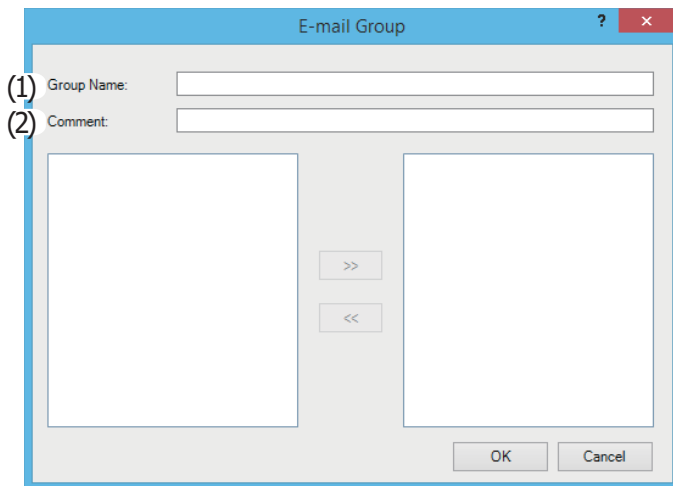 E-mail Group ? ×
(1) Group Name:
(2) Comment:
>>
<<
OK Cancel